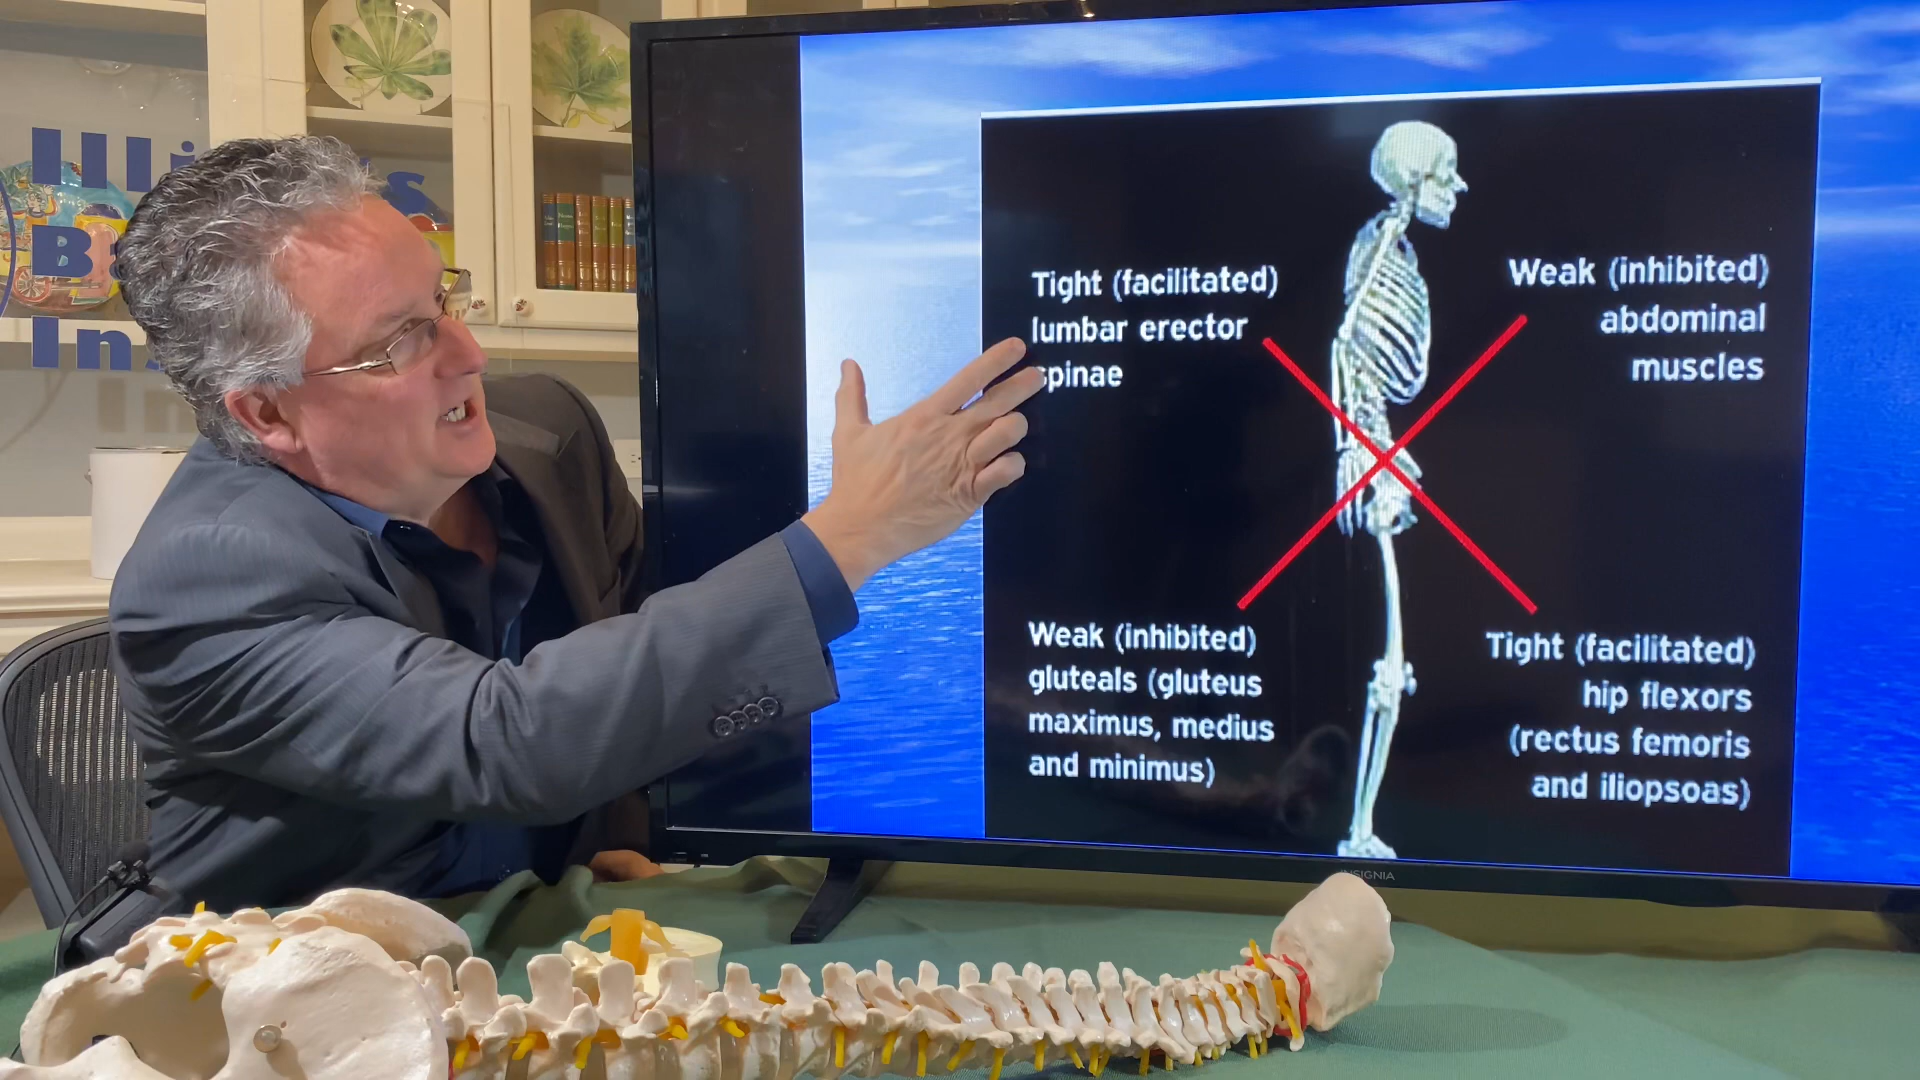 Tight (facilitated)
lumbar erector
spinae
Weak (inhibited)
abdominal
muscles
Weak (inhibited)
gluteals (gluteus
maximus, medius
and minimus)
Tight (facilitated)
hip flexors
(rectus femoris
and iliopsoas)
INSIGNIA